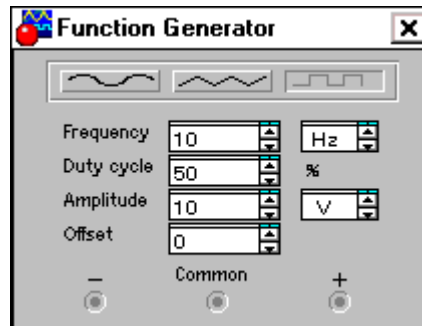 Function Generator
Frequency 10 Hz
Duty cycle 50 %
Amplitude 10 V
Offset 0
− Common +